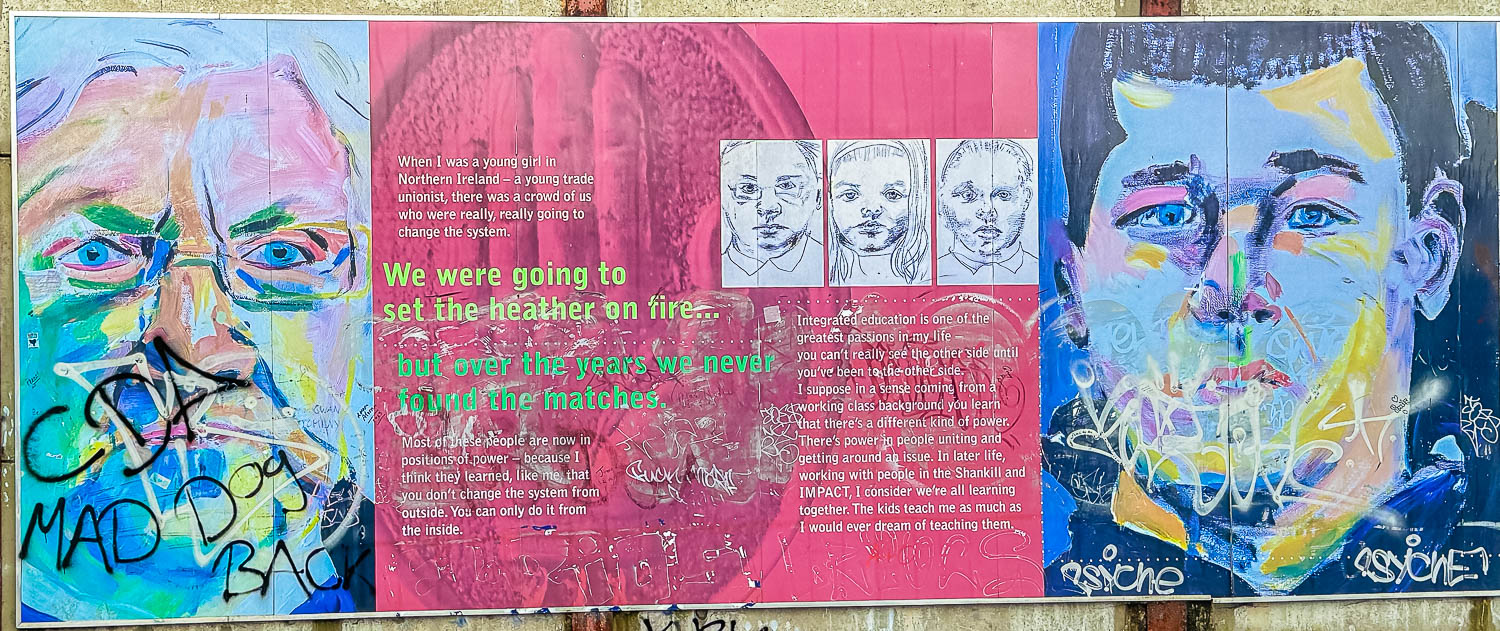 When I was a young girl in
Northern Ireland – a young trade
unionist, there was a crowd of us
who were really, really going to
change the system.
We were going to
set the heather on fire...
but over the years we never
found the matches.
Most of these people are now in
positions of power – because I
think they learned, like me, that
you don't change the system from
outside. You can only do it from
the inside.
Integrated education is one of the
greatest passions in my life –
you can't really see the other side until
you've been to the other side.
I suppose in a sense coming from a
working class background you learn
that there's a different kind of power.
There's power in people uniting and
getting around an issue. In later life,
working with people in the Shankill and
IMPACT, I consider we're all learning
together. The kids teach me as much as
I would ever dream of teaching them.
CDA
MAD DOg
BACK
PSYCHE
PSYCHE